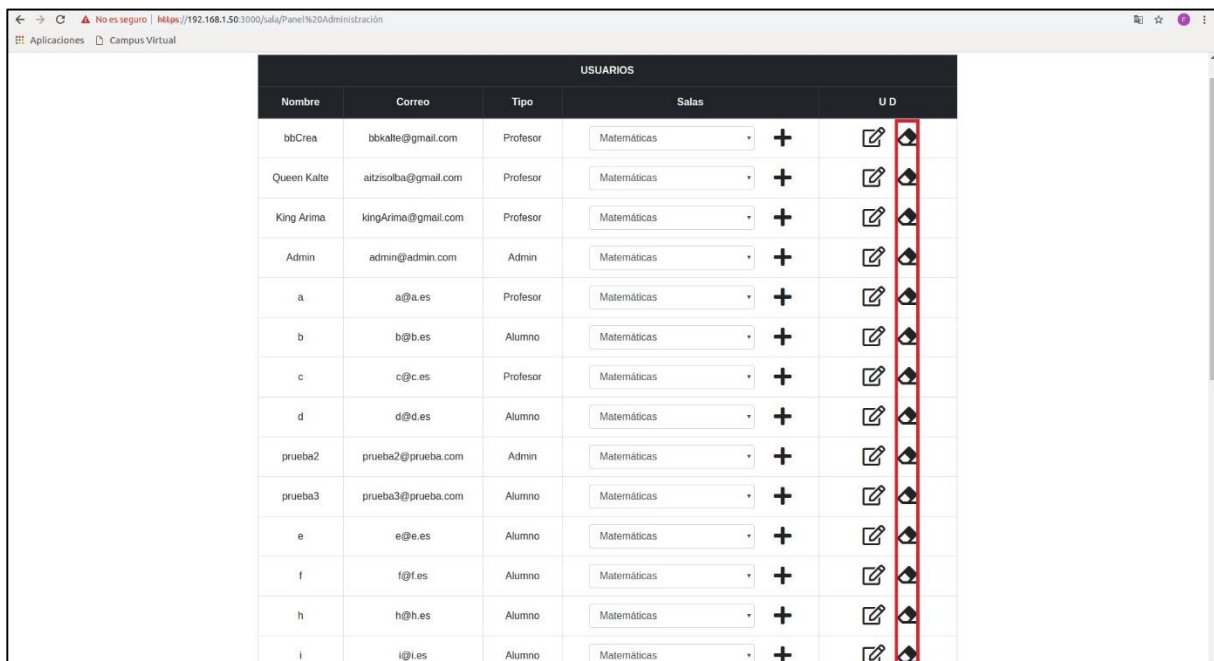 No es seguro | https://192.168.1.50:3000/sala/Panel%20Administración
Aplicaciones Campus Virtual
USUARIOS
Nombre Correo Tipo Salas U D
bbCrea bbkalte@gmail.com Profesor Matemáticas
Queen Kalte aitzisolba@gmail.com Profesor Matemáticas
King Arima kingArima@gmail.com Profesor Matemáticas
Admin admin@admin.com Admin Matemáticas
a a@a.es Profesor Matemáticas
b b@b.es Alumno Matemáticas
c c@c.es Profesor Matemáticas
d d@d.es Alumno Matemáticas
prueba2 prueba2@prueba.com Admin Matemáticas
prueba3 prueba3@prueba.com Alumno Matemáticas
e e@e.es Alumno Matemáticas
f f@f.es Alumno Matemáticas
h h@h.es Alumno Matemáticas
i i@i.es Alumno Matemáticas